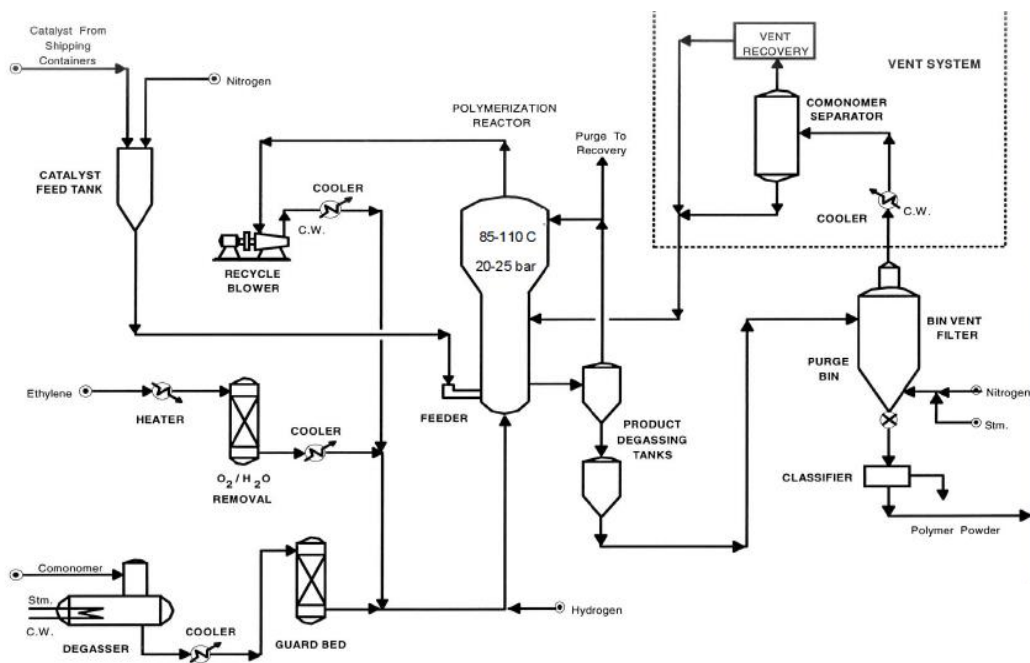 Catalyst From
Shipping
Containers
Nitrogen
CATALYST
FEED TANK
POLYMERIZATION
REACTOR
COOLER
C.W.
RECYCLE
BLOWER
85-110 C
20-25 bar
Purge To
Recovery
VENT
RECOVERY
VENT SYSTEM
COMONOMER
SEPARATOR
COOLER
C.W.
BIN VENT
FILTER
PURGE
BIN
Nitrogen
Stm.
CLASSIFIER
Polymer Powder
Ethylene
HEATER
COOLER
O2 / H2O
REMOVAL
FEEDER
PRODUCT
DEGASSING
TANKS
Comonomer
Stm.
C.W.
DEGASSER
COOLER
GUARD BED
Hydrogen